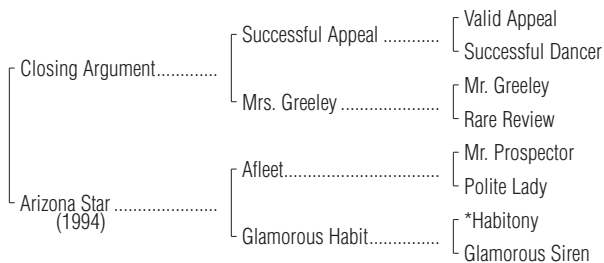 Valid Appeal
Successful Appeal ............
Successful Dancer
Closing Argument.............
Mr. Greeley
Mrs. Greeley .....................
Rare Review
Mr. Prospector
Afleet.................................
Polite Lady
Arizona Star ......................
(1994)
*Habitony
Glamorous Habit...............
Glamorous Siren